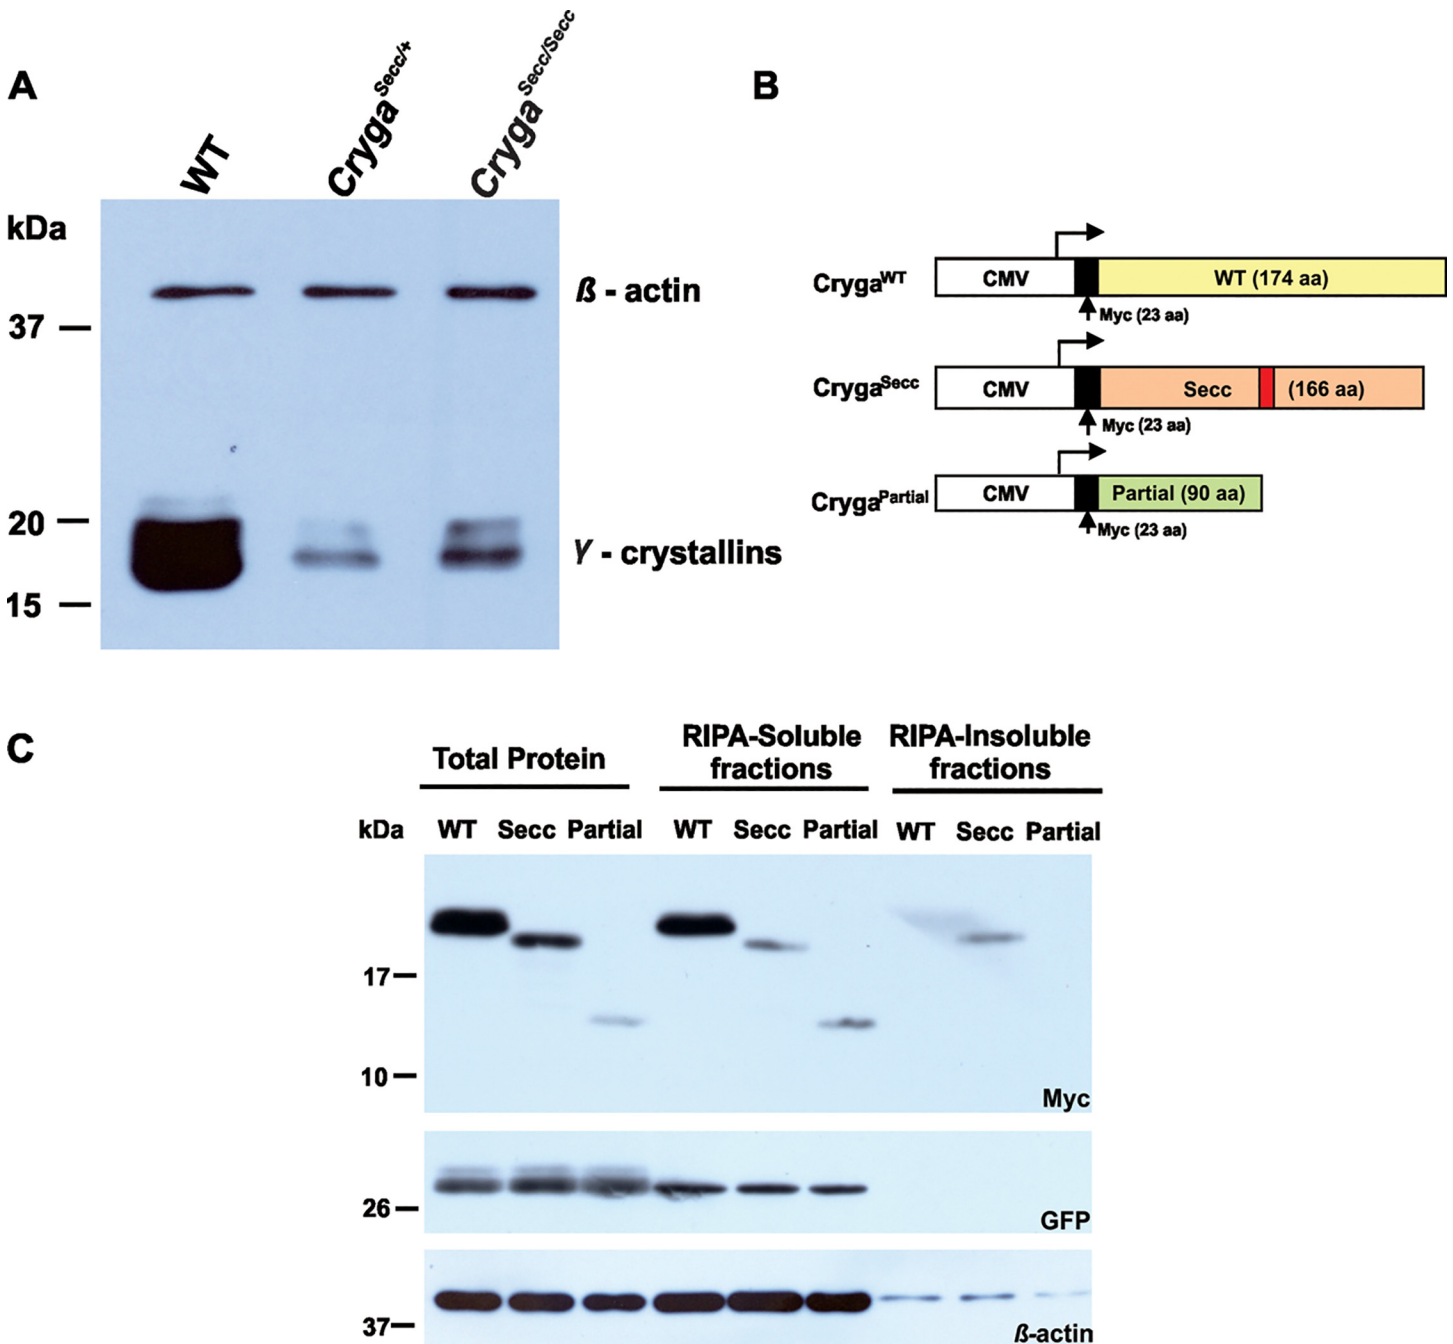 A
WT
Cryga^Secc/+
Cryga^Secc/Secc
kDa
ß - actin
37
20
γ - crystallins
15
B
Cryga^WT
CMV
WT (174 aa)
Myc (23 aa)
Cryga^Secc
CMV
Secc
(166 aa)
Myc (23 aa)
Cryga^Partial
CMV
Partial (90 aa)
Myc (23 aa)
C
Total Protein
RIPA-Soluble
fractions
RIPA-Insoluble
fractions
kDa WT Secc Partial WT Secc Partial WT Secc Partial
17
10
Myc
26
GFP
37
ß-actin